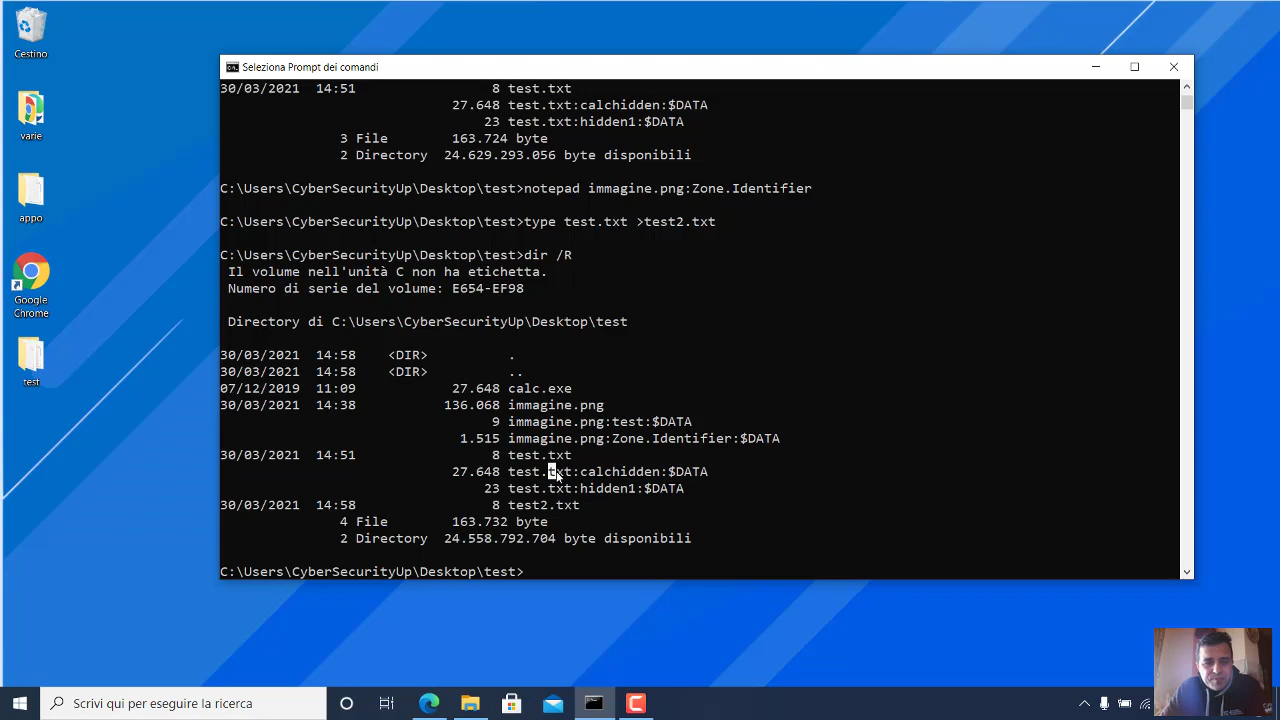 Cestino
varie
appo
Google
Chrome
test
Seleziona Prompt dei comandi
30/03/2021  14:51                 8 test.txt
                             27.648 test.txt:calchidden:$DATA
                                 23 test.txt:hidden1:$DATA
               3 File        163.724 byte
               2 Directory  24.629.293.056 byte disponibili
C:\Users\CyberSecurityUp\Desktop\test>notepad immagine.png:Zone.Identifier
C:\Users\CyberSecurityUp\Desktop\test>type test.txt >test2.txt
C:\Users\CyberSecurityUp\Desktop\test>dir /R
 Il volume nell'unità C non ha etichetta.
 Numero di serie del volume: E654-EF98
 Directory di C:\Users\CyberSecurityUp\Desktop\test
30/03/2021  14:58    <DIR>          .
30/03/2021  14:58    <DIR>          ..
07/12/2019  11:09            27.648 calc.exe
30/03/2021  14:38           136.068 immagine.png
                                  9 immagine.png:test:$DATA
                              1.515 immagine.png:Zone.Identifier:$DATA
30/03/2021  14:51                 8 test.txt
                             27.648 test.txt:calchidden:$DATA
                                 23 test.txt:hidden1:$DATA
30/03/2021  14:58                 8 test2.txt
               4 File        163.732 byte
               2 Directory  24.558.792.704 byte disponibili
C:\Users\CyberSecurityUp\Desktop\test>
Scrivi qui per eseguire la ricerca